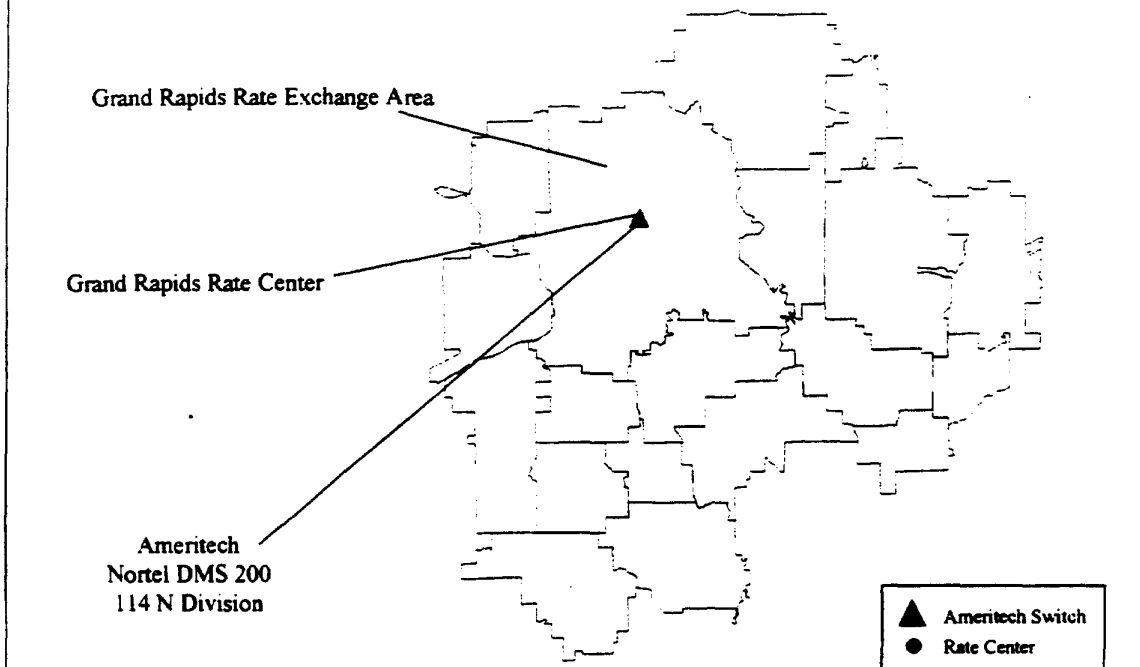 Grand Rapids Rate Exchange Area
Grand Rapids Rate Center
Ameritech
Nortel DMS 200
114 N Division
Ameritech Switch
Rate Center